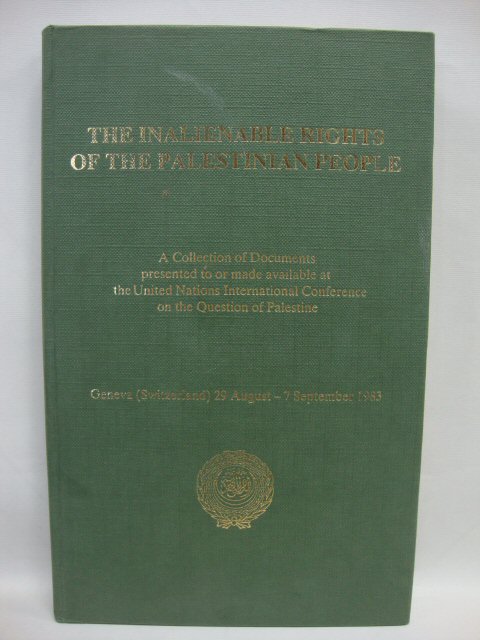 THE INALIENABLE RIGHTS
OF THE PALESTINIAN PEOPLE
A Collection of Documents
presented to or made available at
the United Nations International Conference
on the Question of Palestine
Geneva (Switzerland) 29 August – 7 September 1983